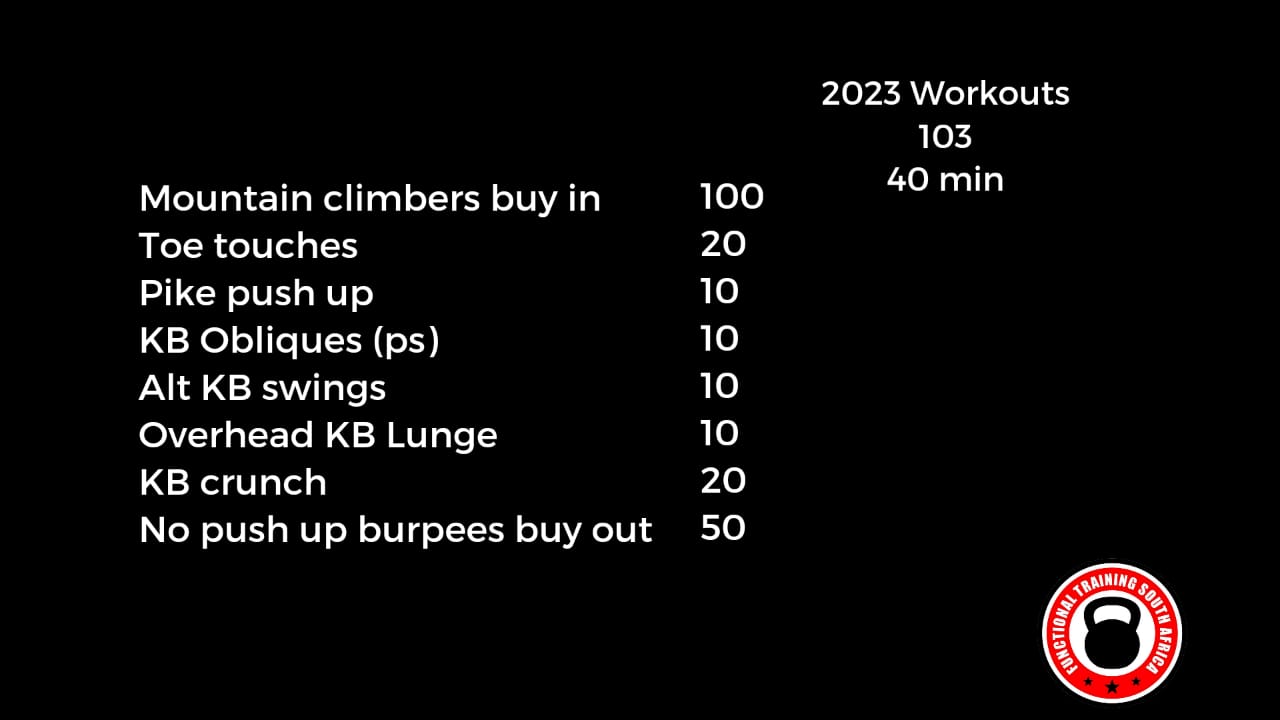 2023 Workouts
103
40 min
Mountain climbers buy in 100
Toe touches 20
Pike push up 10
KB Obliques (ps) 10
Alt KB swings 10
Overhead KB Lunge 10
KB crunch 20
No push up burpees buy out 50
FUNCTIONAL TRAINING SOUTH AFRICA